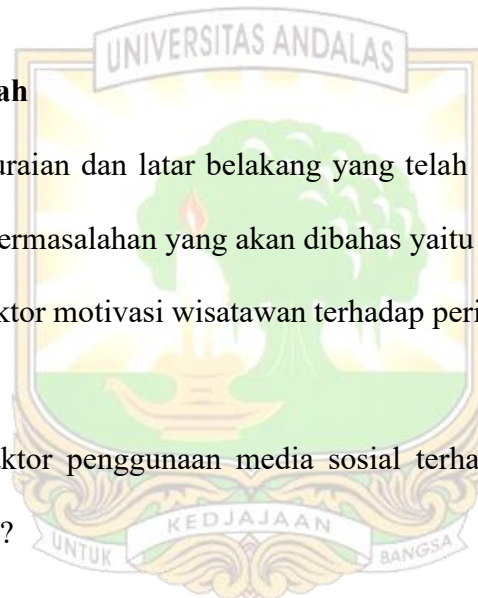 UNIVERSITAS ANDALAS
ah
uraian dan latar belakang yang telah
ermasalahan yang akan dibahas yaitu
ktor motivasi wisatawan terhadap peri
aktor penggunaan media sosial terha
?
UNTUK KEDJAJAAN BANGSA